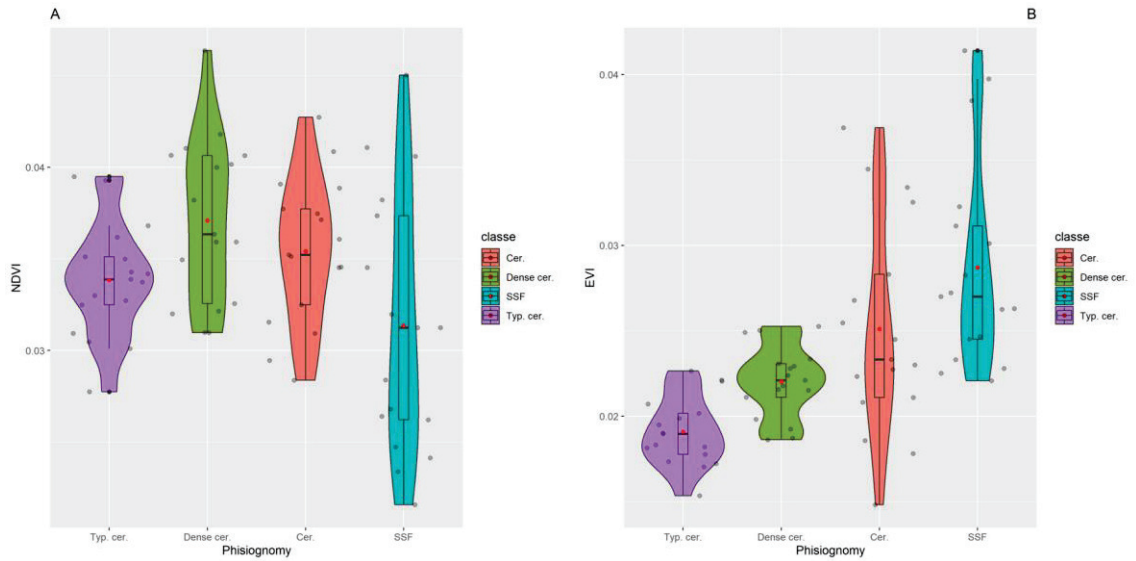 A
NDVI
0.04
0.03
Typ. cer.
Dense cer.
Cer.
SSF
Phisiognomy
classe
Cer.
Dense cer.
SSF
Typ. cer.
B
EVI
0.04
0.03
0.02
Typ. cer.
Dense cer.
Cer.
SSF
Phisiognomy
classe
Cer.
Dense cer.
SSF
Typ. cer.